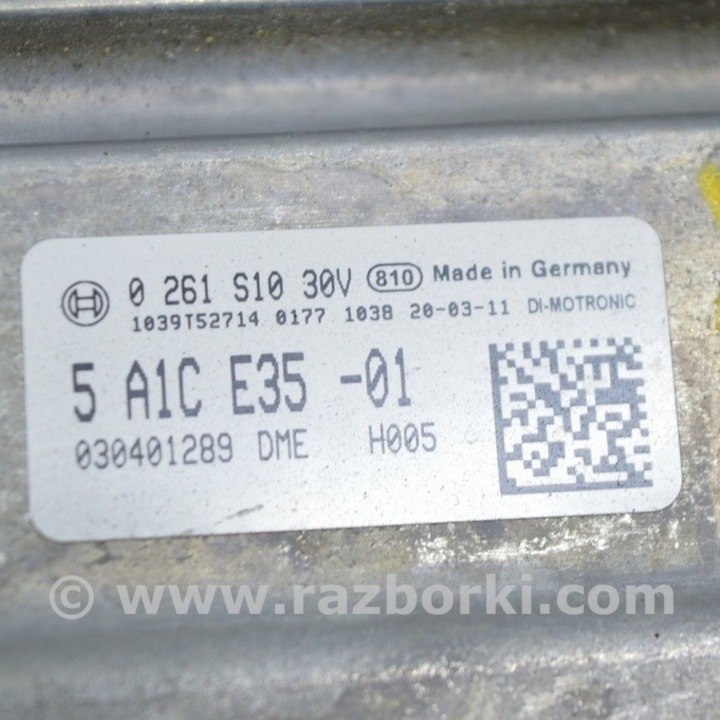 0 261 S10 30V 810 Made in Germany
1039T52714 0177 1038 20-03-11 DI-MOTRONIC
5 A1C E35 -01
030401289 DME H005
© www.razborki.com